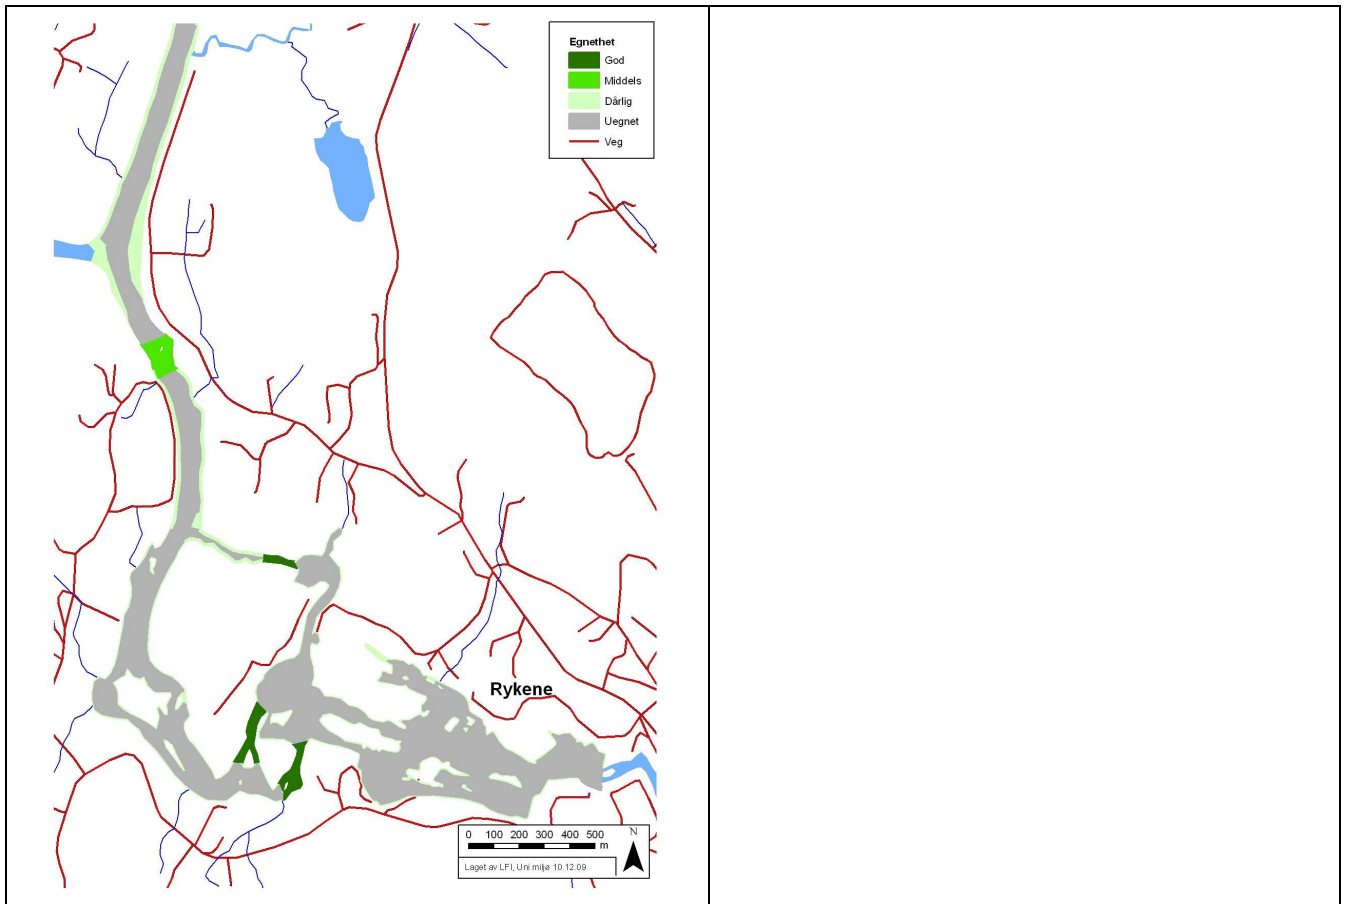 Egnethet
God
Middels
Dårlig
Uegnet
Veg
Rykene
0 100 200 300 400 500
m
N
Laget av LFI, Uni miljø 10.12.09